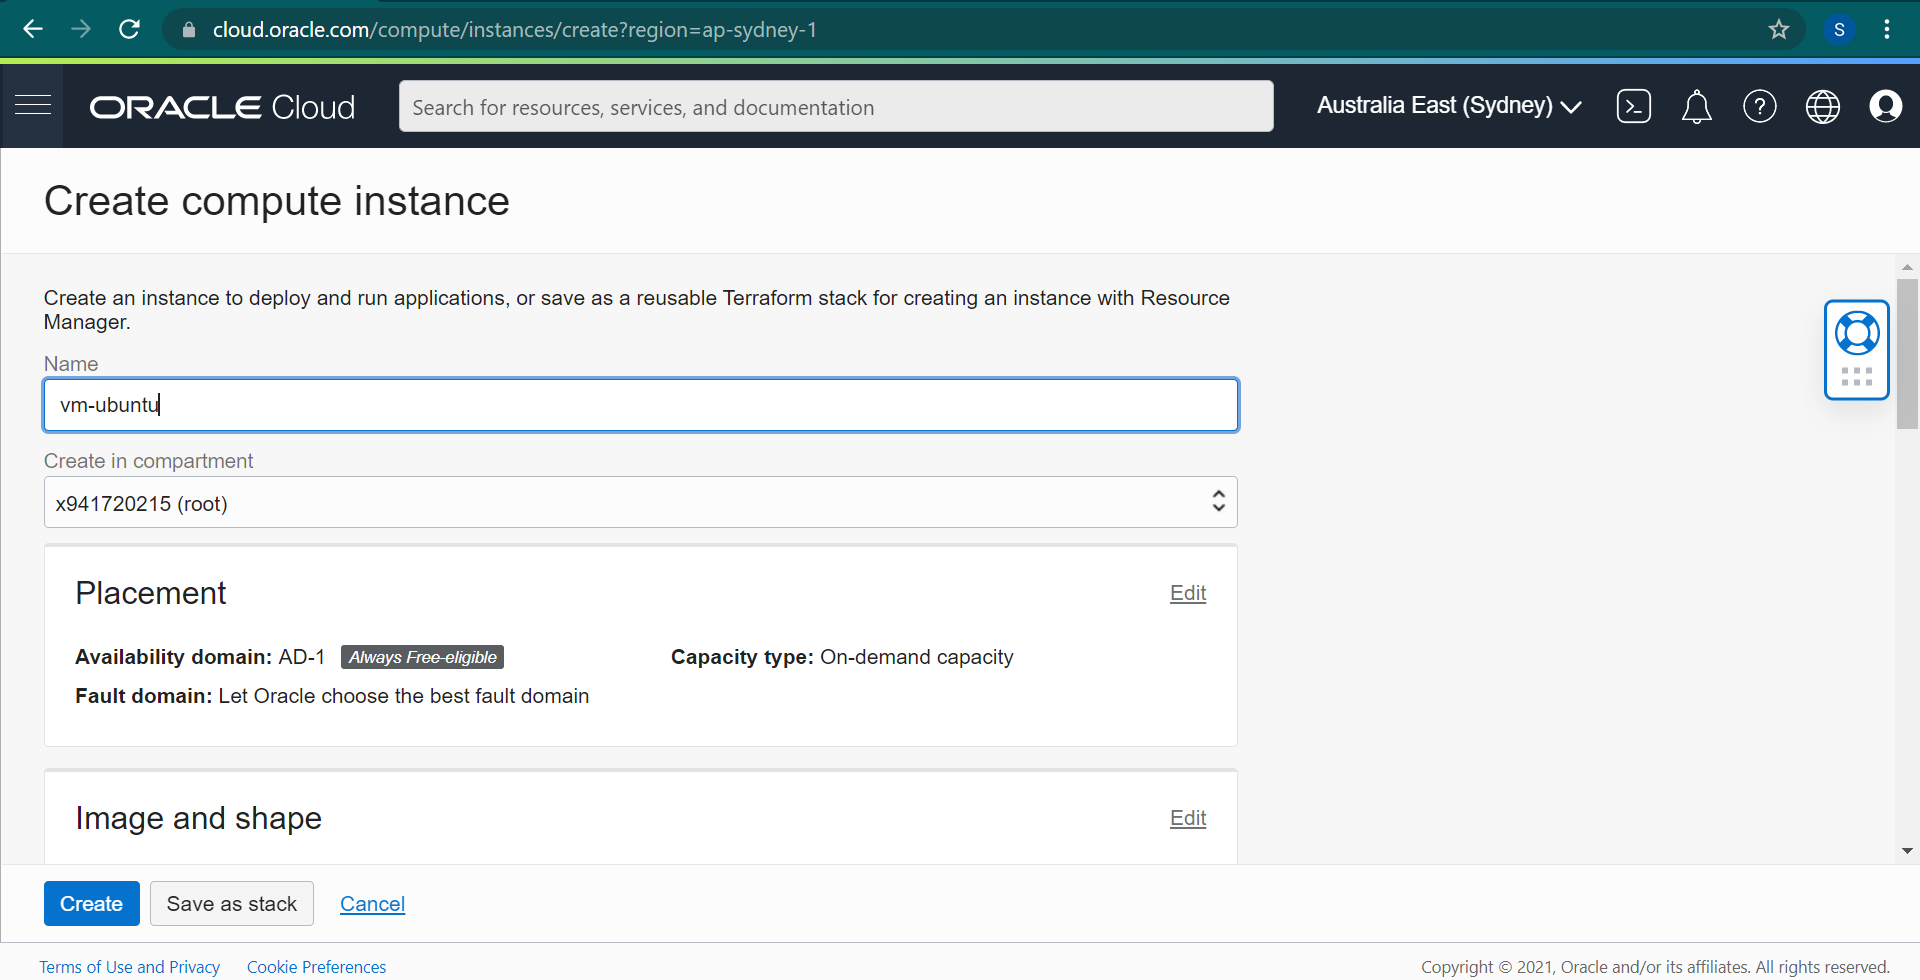 cloud.oracle.com/compute/instances/create?region=ap-sydney-1
S
ORACLE Cloud
Search for resources, services, and documentation
Australia East (Sydney)
Create compute instance
Create an instance to deploy and run applications, or save as a reusable Terraform stack for creating an instance with Resource
Manager.
Name
vm-ubuntu
Create in compartment
x941720215 (root)
Placement
Edit
Availability domain: AD-1 Always Free-eligible
Capacity type: On-demand capacity
Fault domain: Let Oracle choose the best fault domain
Image and shape
Edit
Create
Save as stack
Cancel
Terms of Use and Privacy
Cookie Preferences
Copyright © 2021, Oracle and/or its affiliates. All rights reserved.